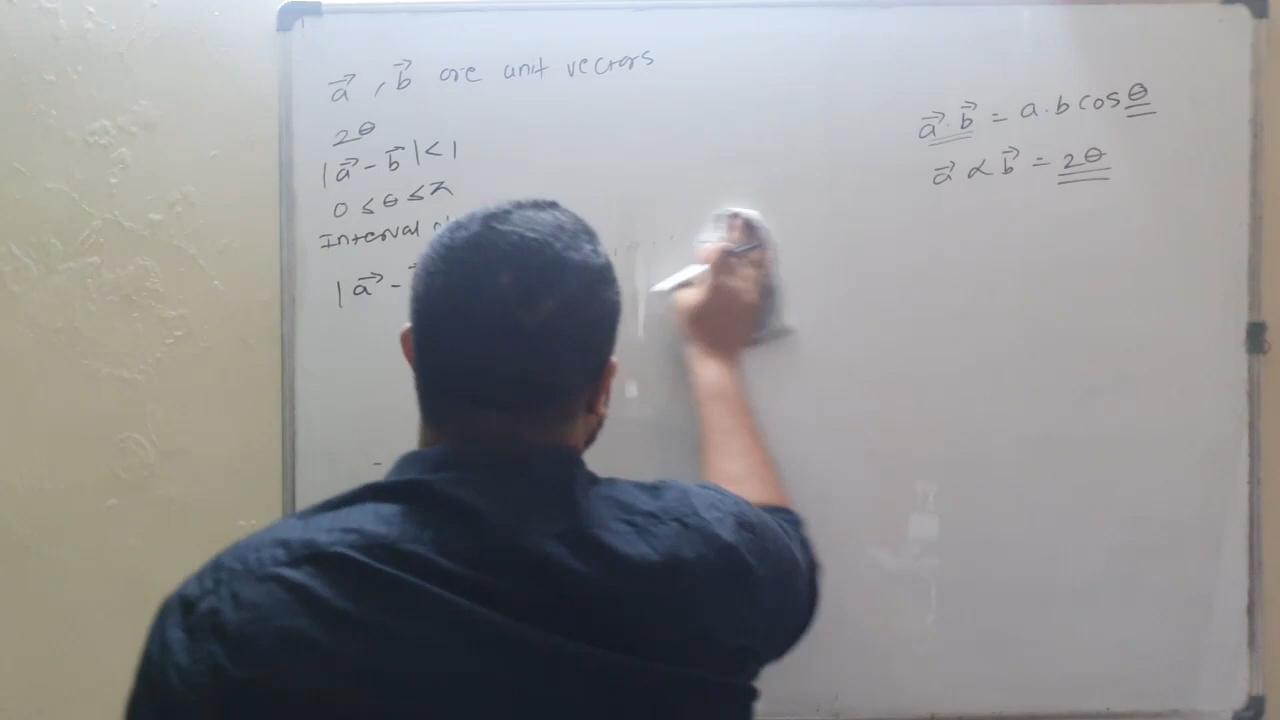 a⃗ , b⃗ are unit vectors
2θ
|a⃗ - b⃗ | < 1
0 ≤ θ ≤ π
Interval
|a⃗ -
a⃗ · b⃗ = a.b cos θ
a⃗ α b⃗ = 2θ